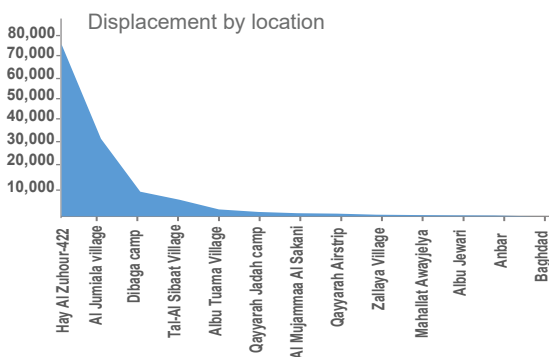 Displacement by location
80,000
70,000
60,000
50,000
40,000
30,000
20,000
10,000
Hay Al Zuhour-422
Al Jumiala village
Dibaga camp
Tal-Al Sibaat Village
Albu Tuama Village
Qayyarah Jadah camp
Al Mujammaa Al Sakani
Qayyarah Airstrip
Zallaya Village
Mahallat Awayjelya
Albu Jewari
Anbar
Baghdad